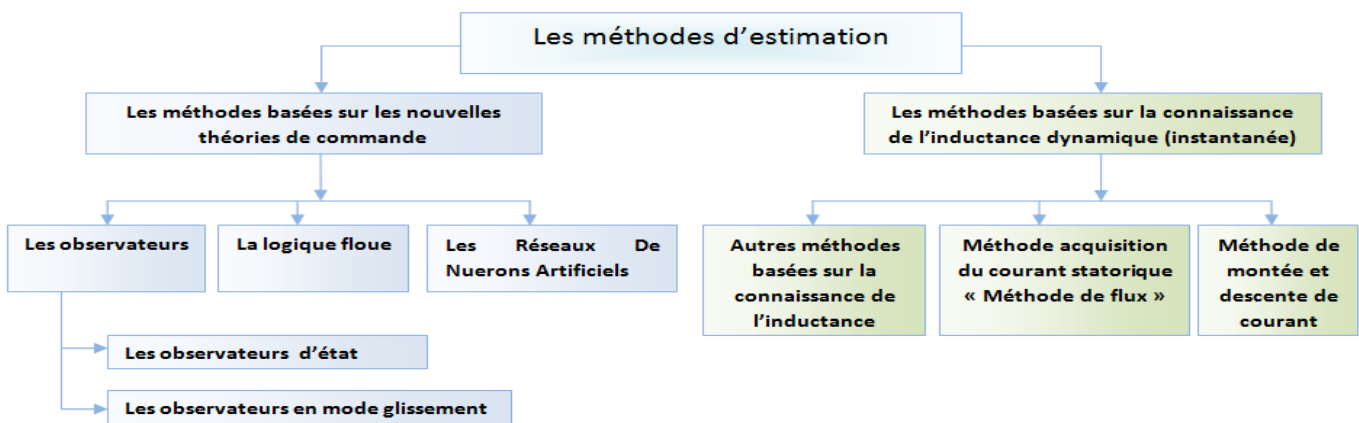 Les méthodes d'estimation
Les méthodes basées sur les nouvelles
théories de commande
Les méthodes basées sur la connaissance
de l'inductance dynamique (instantanée)
Les observateurs
La logique floue
Les Réseaux De
Nuerons Artificiels
Autres méthodes
basées sur la
connaissance de
l'inductance
Méthode acquisition
du courant statorique
« Méthode de flux »
Méthode de
montée et
descente de
courant
Les observateurs d'état
Les observateurs en mode glissement